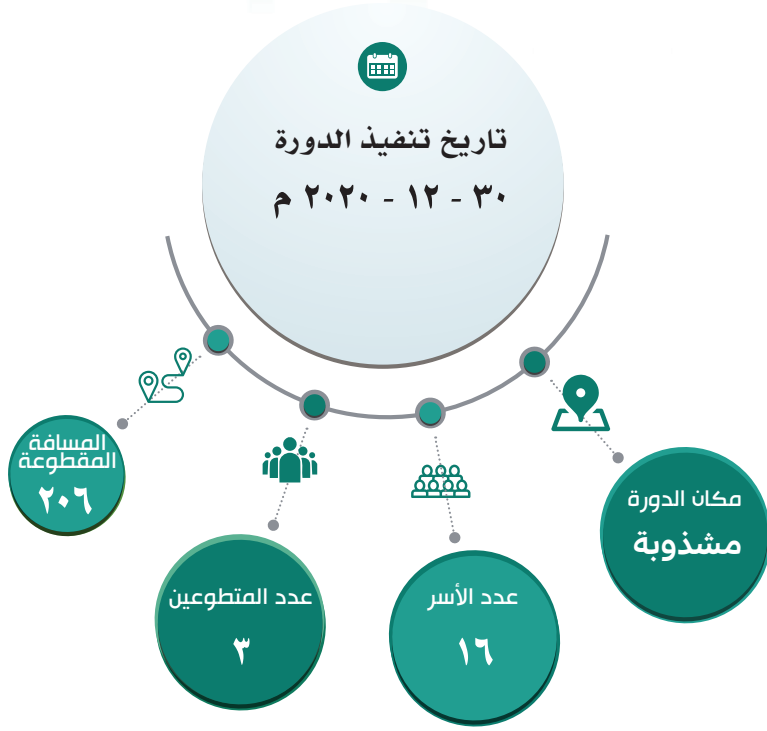 تاريخ تنفيذ الدورة
٣٠ - ١٢ - ٢٠٢٠ م
مكان الدورة
مشذوبة
عدد الأسر
١٦
عدد المتطوعين
٣
المسافة
المقطوعة
٢٠٦